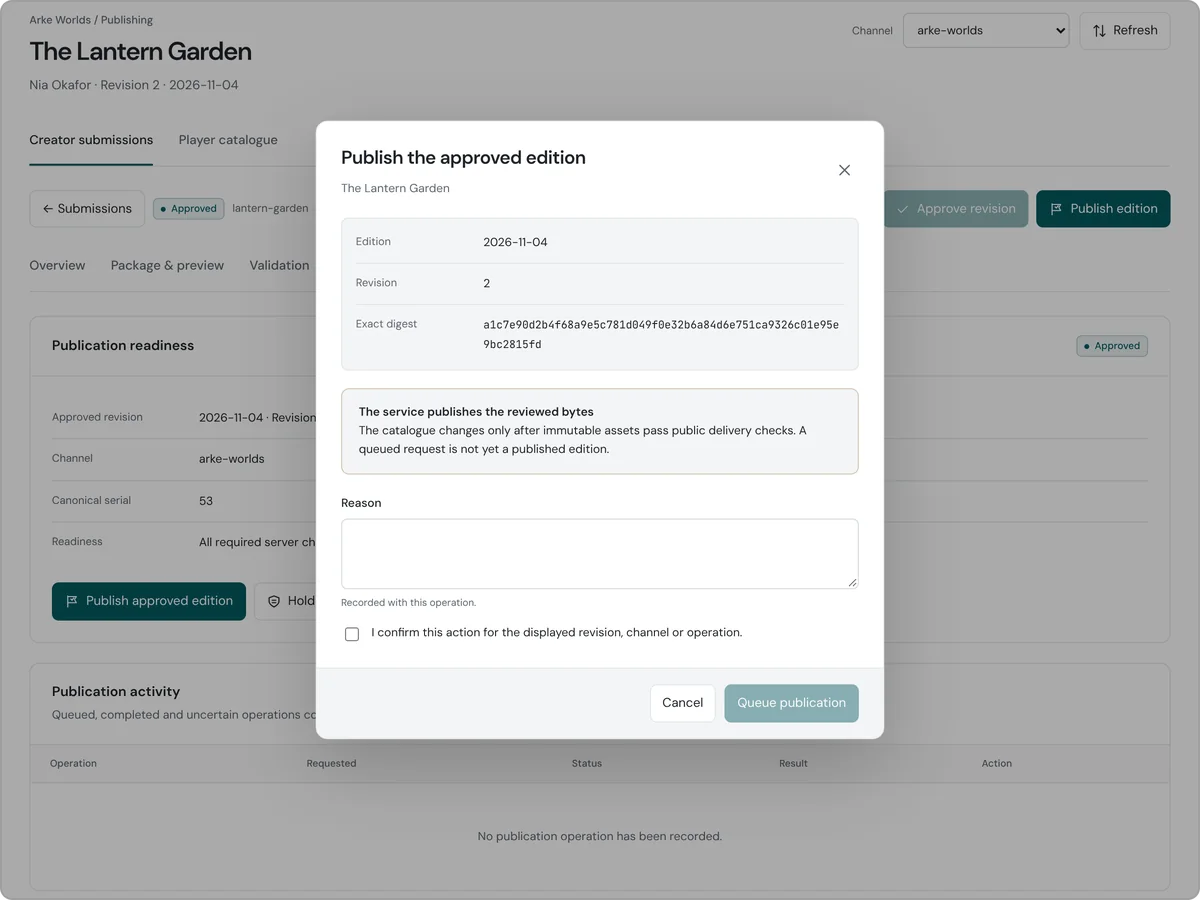 Arke Worlds / Publishing
The Lantern Garden
Nia Okafor · Revision 2 · 2026-11-04
Channel
arke-worlds
Refresh
Creator submissions
Player catalogue
← Submissions
Approved
lantern-garden
Approve revision
Publish edition
Overview
Package & preview
Validation
Publication readiness
Approved
Approved revision
2026-11-04 · Revision
Channel
arke-worlds
Canonical serial
53
Readiness
All required server ch
Publish approved edition
Hold
Publication activity
Queued, completed and uncertain operations co
Operation
Requested
Status
Result
Action
No publication operation has been recorded.
Publish the approved edition
The Lantern Garden
Edition
2026-11-04
Revision
2
Exact digest
a1c7e90d2b4f68a9e5c781d049f0e32b6a84d6e751ca9326c01e95e
9bc2815fd
The service publishes the reviewed bytes
The catalogue changes only after immutable assets pass public delivery checks. A
queued request is not yet a published edition.
Reason
Recorded with this operation.
I confirm this action for the displayed revision, channel or operation.
Cancel
Queue publication